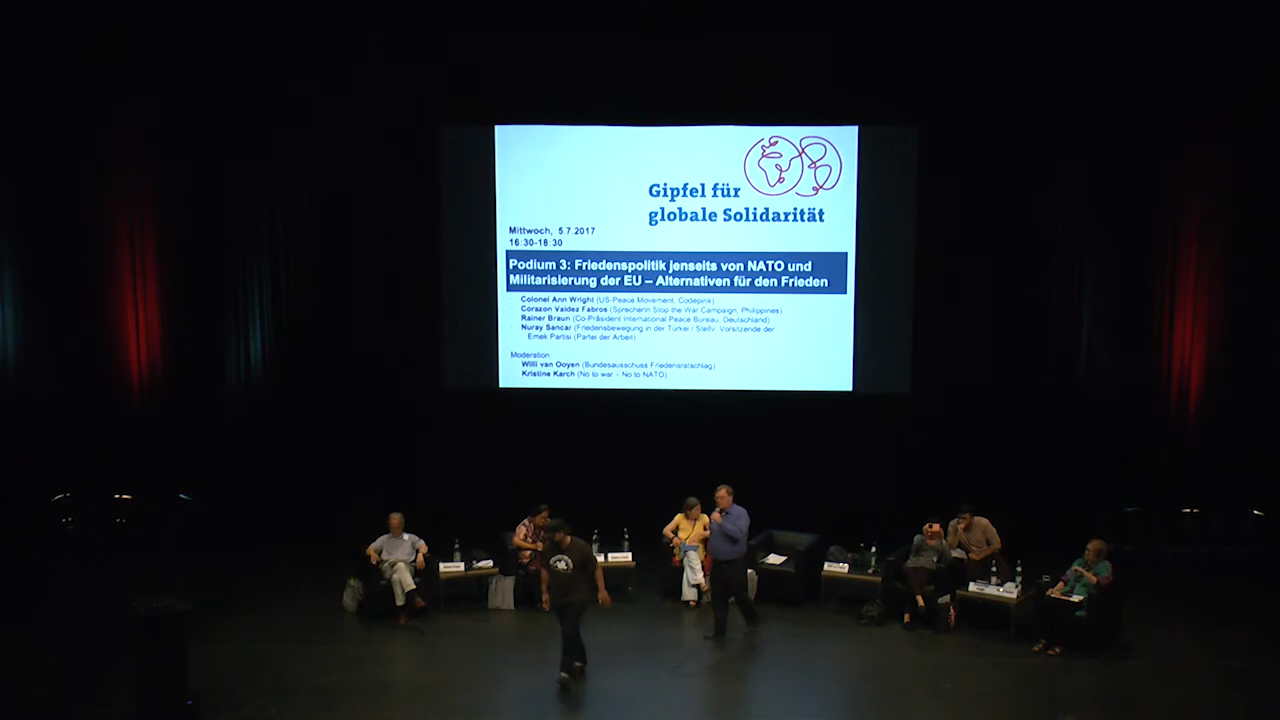 Gipfel für
globale Solidarität
Mittwoch, 5.7.2017
16:30-18:30
Podium 3: Friedenspolitik jenseits von NATO und
Militarisierung der EU – Alternativen für den Frieden
Colonel Ann Wright (US-Peace Movement, Codepink)
Corazon Valdez Fabros (Sprecherin Stop the War Campaign, Philippines)
Rainer Braun (Co-Präsident International Peace Bureau, Deutschland)
Nuray Sancar (Friedensbewegung in der Türkei / Stellv. Vorsitzende der
Emek Partisi (Partei der Arbeit)
Moderation:
Willi van Ooyen (Bundesausschuss Friedensratschlag)
Kristine Karch (No to war – No to NATO)